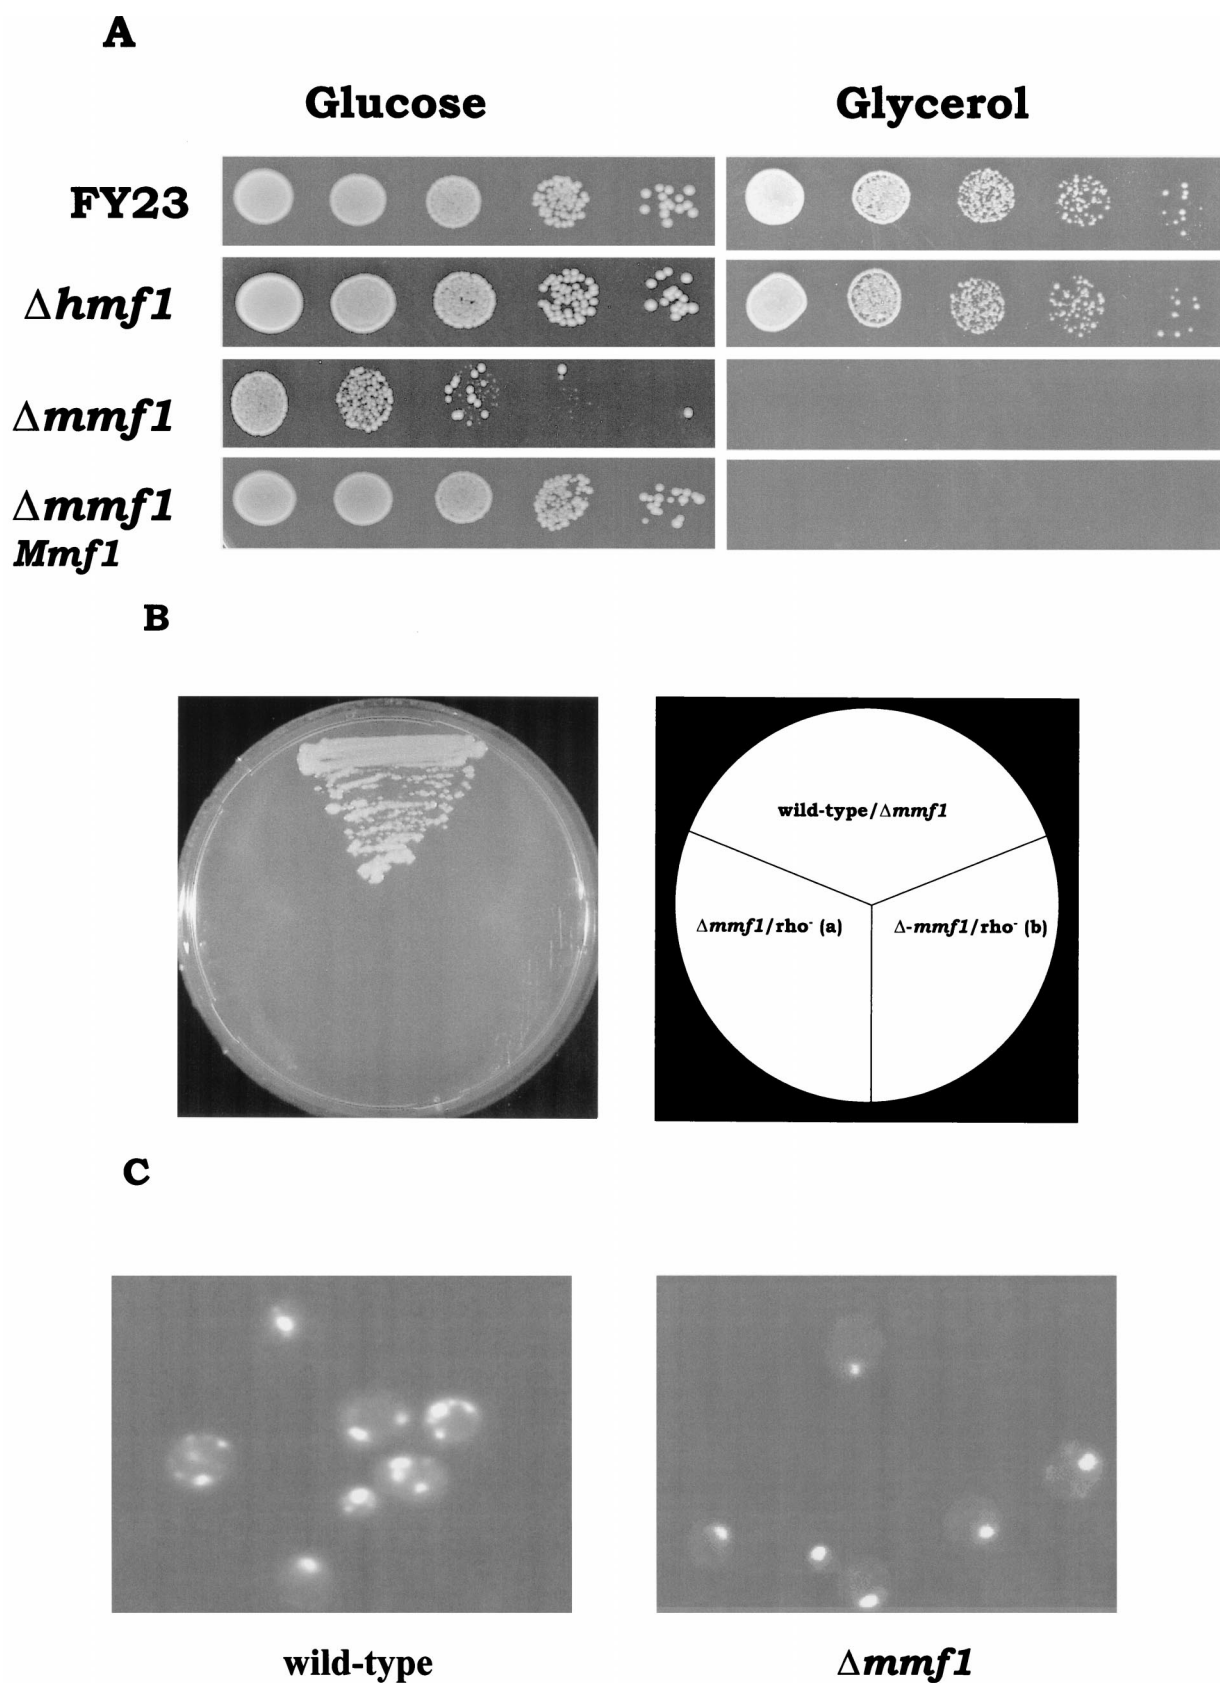 A
Glucose Glycerol
FY23
Δhmf1
Δmmf1
Δmmf1
Mmf1
B
wild-type/Δmmf1
Δmmf1/rho⁻ (a) Δ-mmf1/rho⁻ (b)
C
wild-type Δmmf1